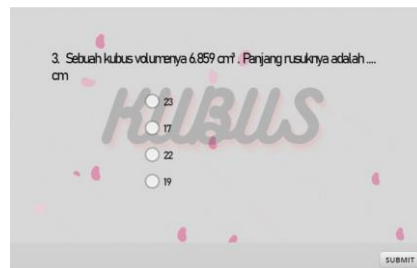 3. Sebuah kubus volumenya 6.859 cm³. Panjang rusuknya adalah ....
cm
KUBUS
23
17
22
19
SUBMIT